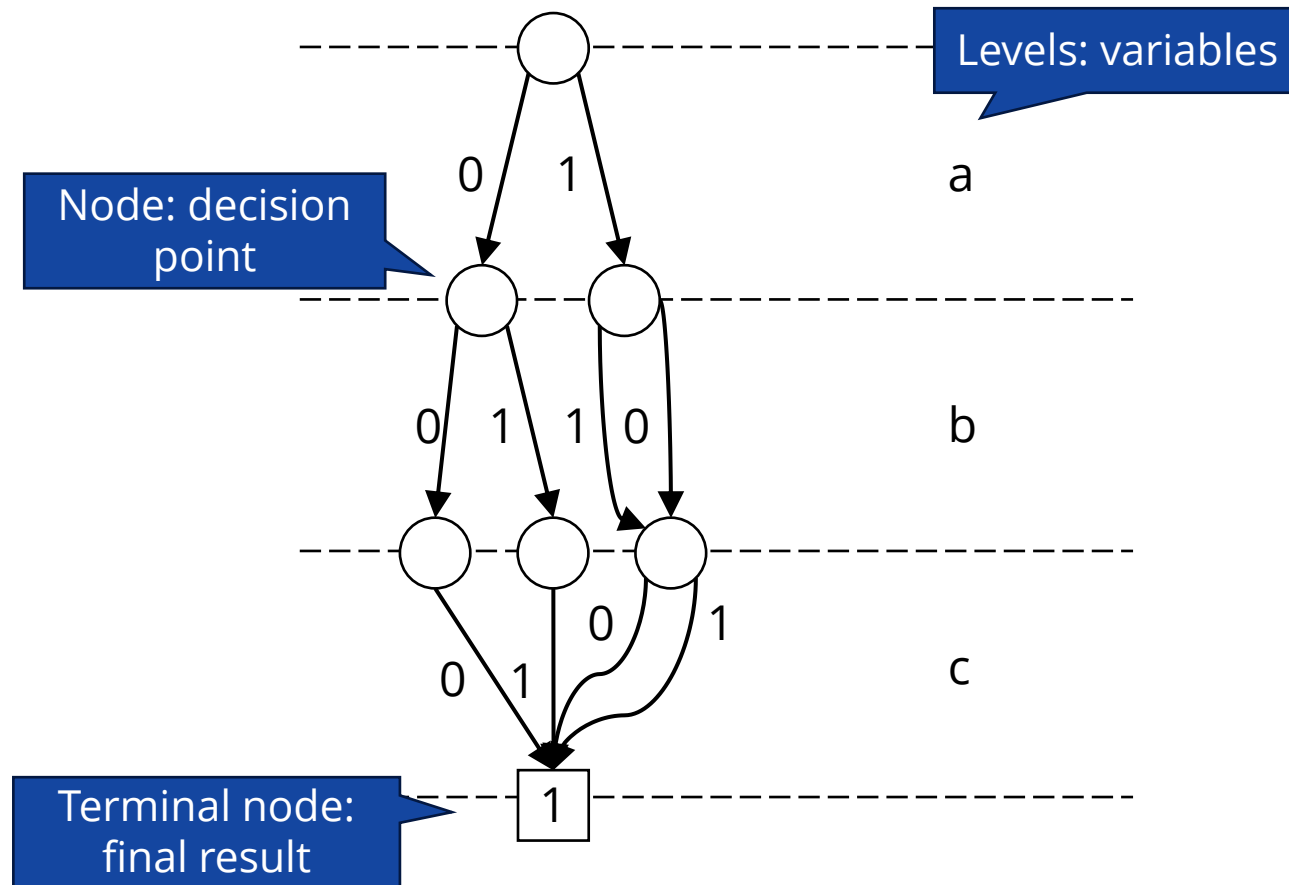 Levels: variables
0
1
a
Node: decision
point
0
1
1
0
b
0
1
0
1
c
1
Terminal node:
final result